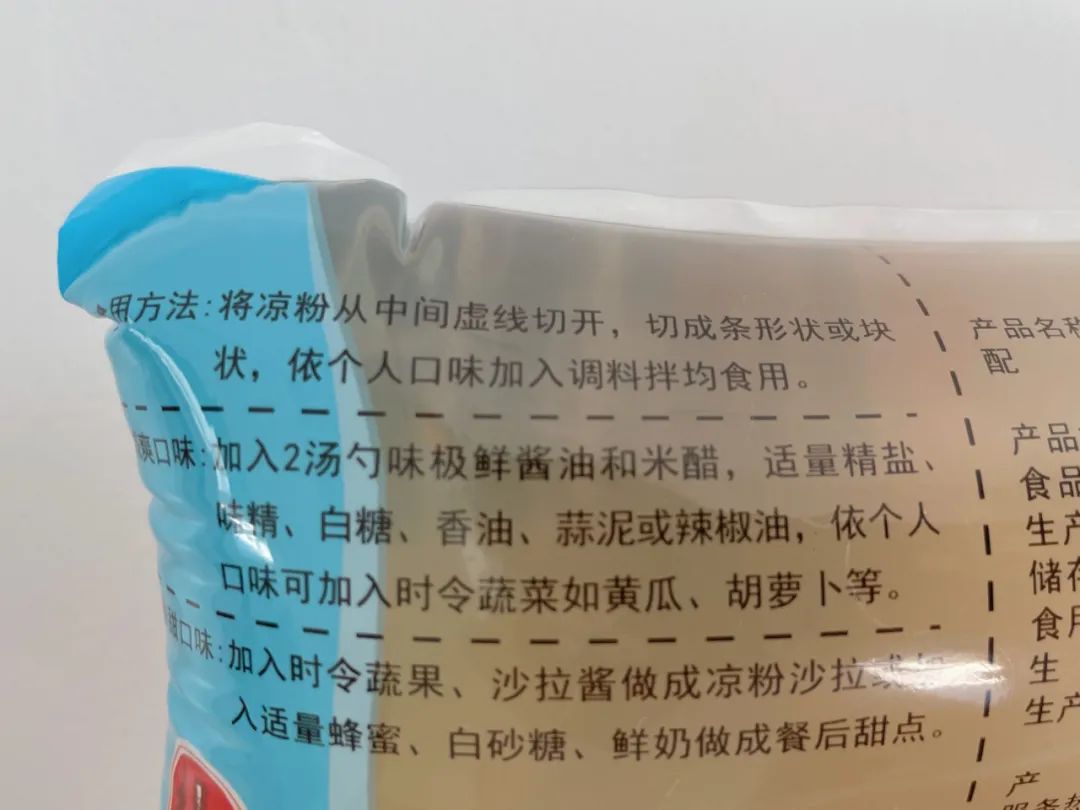 用方法:将凉粉从中间虚线切开，切成条形状或块
状，依个人口味加入调料拌均食用。
爽口味:加入2汤勺味极鲜酱油和米醋，适量精盐、
味精、白糖、香油、蒜泥或辣椒油，依个人
口味可加入时令蔬菜如黄瓜、胡萝卜等。
甜口味:加入时令蔬果、沙拉酱做成凉粉沙拉或加
入适量蜂蜜、白砂糖、鲜奶做成餐后甜点。
产品名称
配
产品
食品
生产
储存
食用
生
生产
产